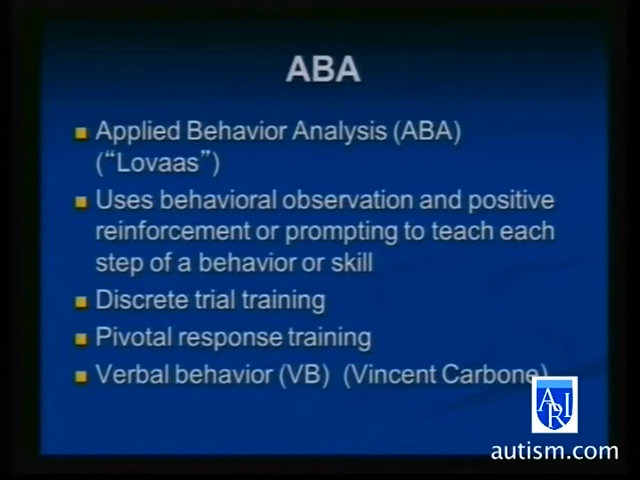 ABA
Applied Behavior Analysis (ABA)
(“Lovaas”)
Uses behavioral observation and positive
reinforcement or prompting to teach each
step of a behavior or skill
Discrete trial training
Pivotal response training
Verbal behavior (VB) (Vincent Carbone)
ARI
autism.com